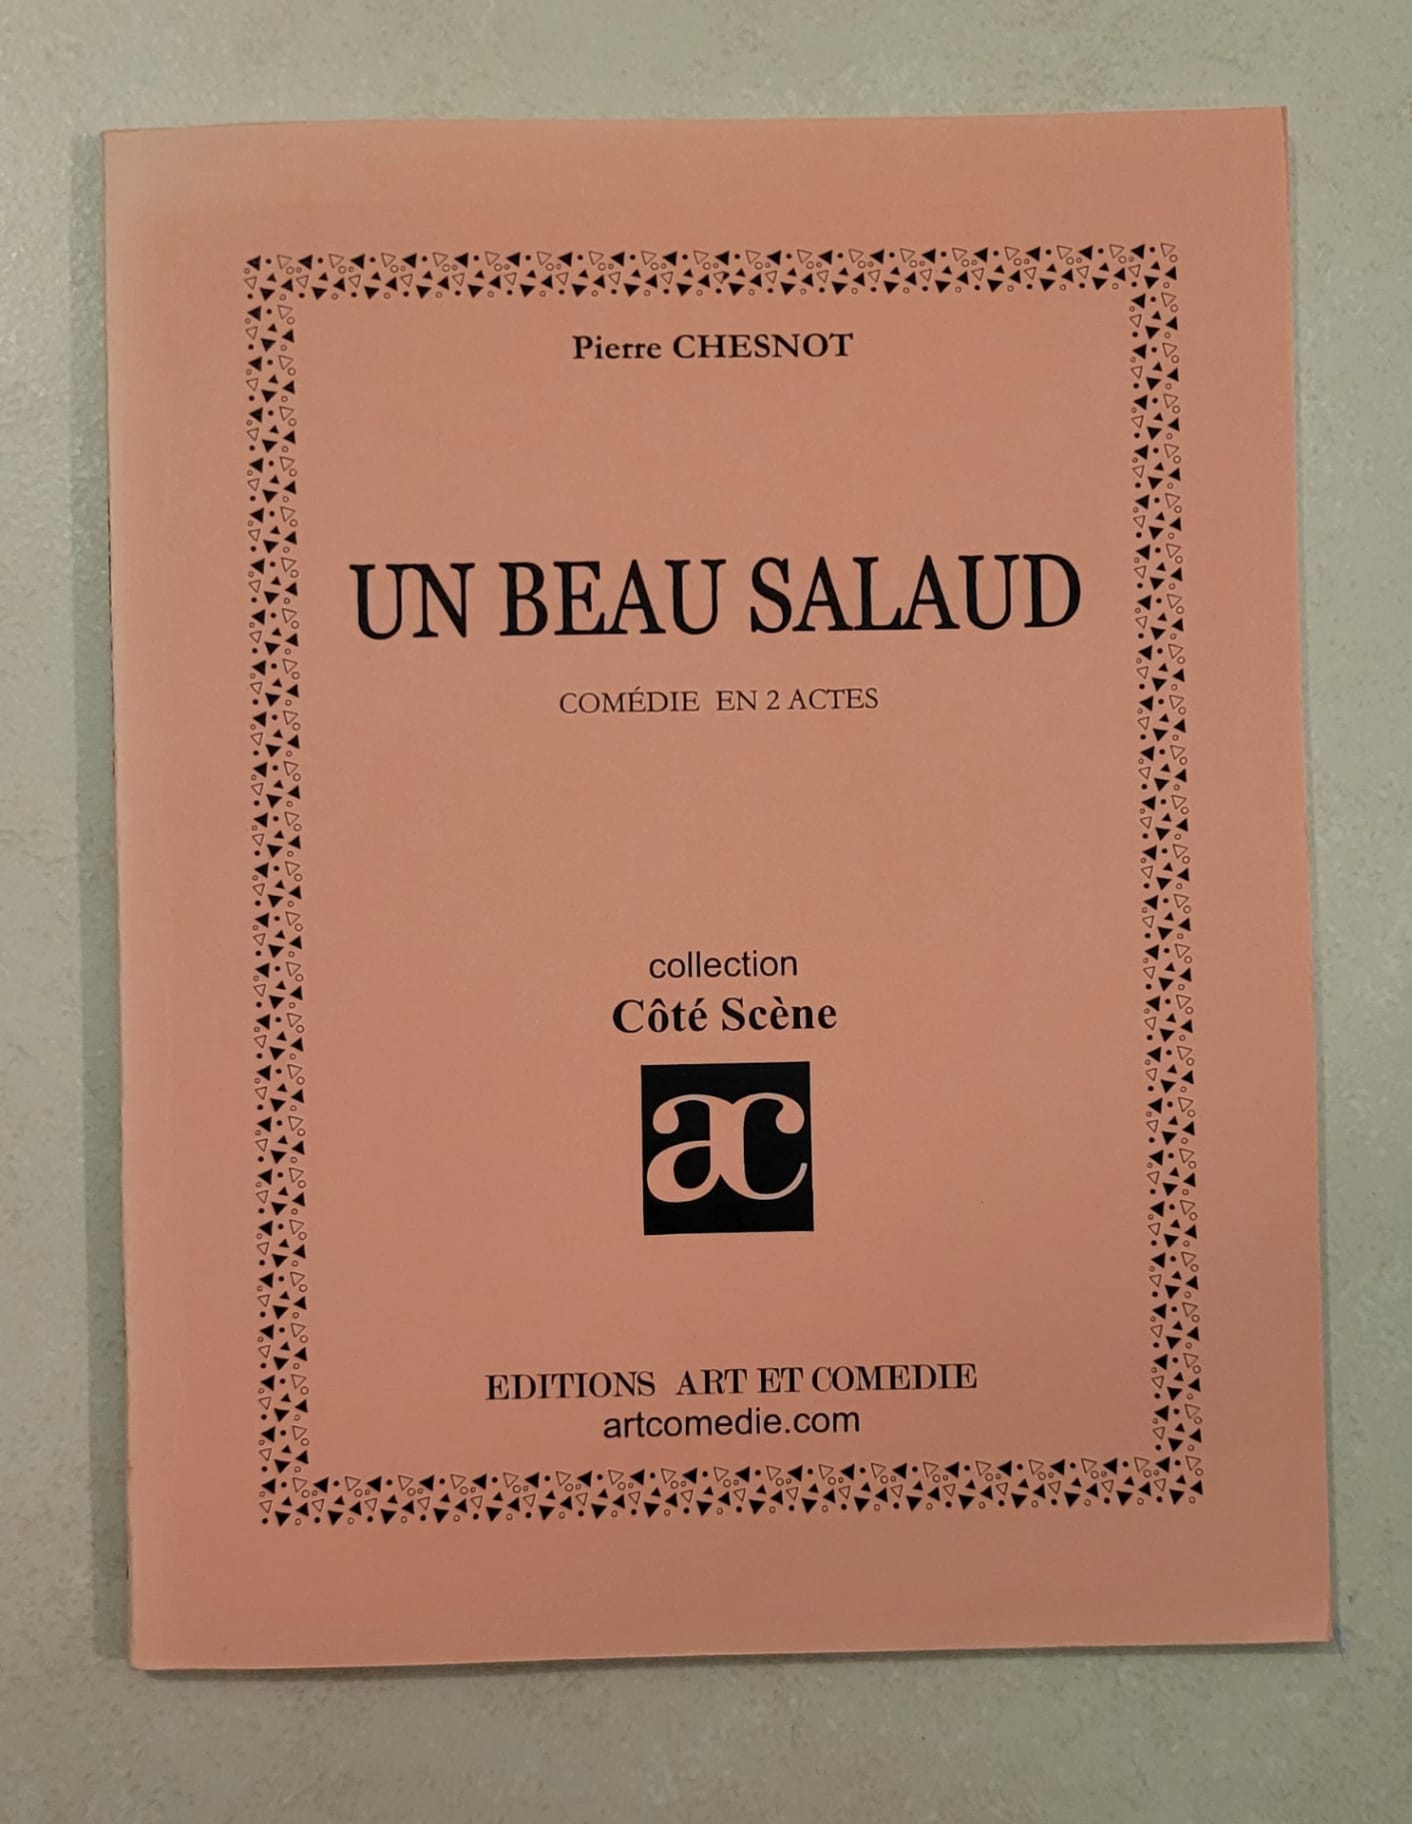 Pierre CHESNOT
UN BEAU SALAUD
COMÉDIE EN 2 ACTES
collection
Côté Scène
ac
EDITIONS ART ET COMEDIE
artcomedie.com